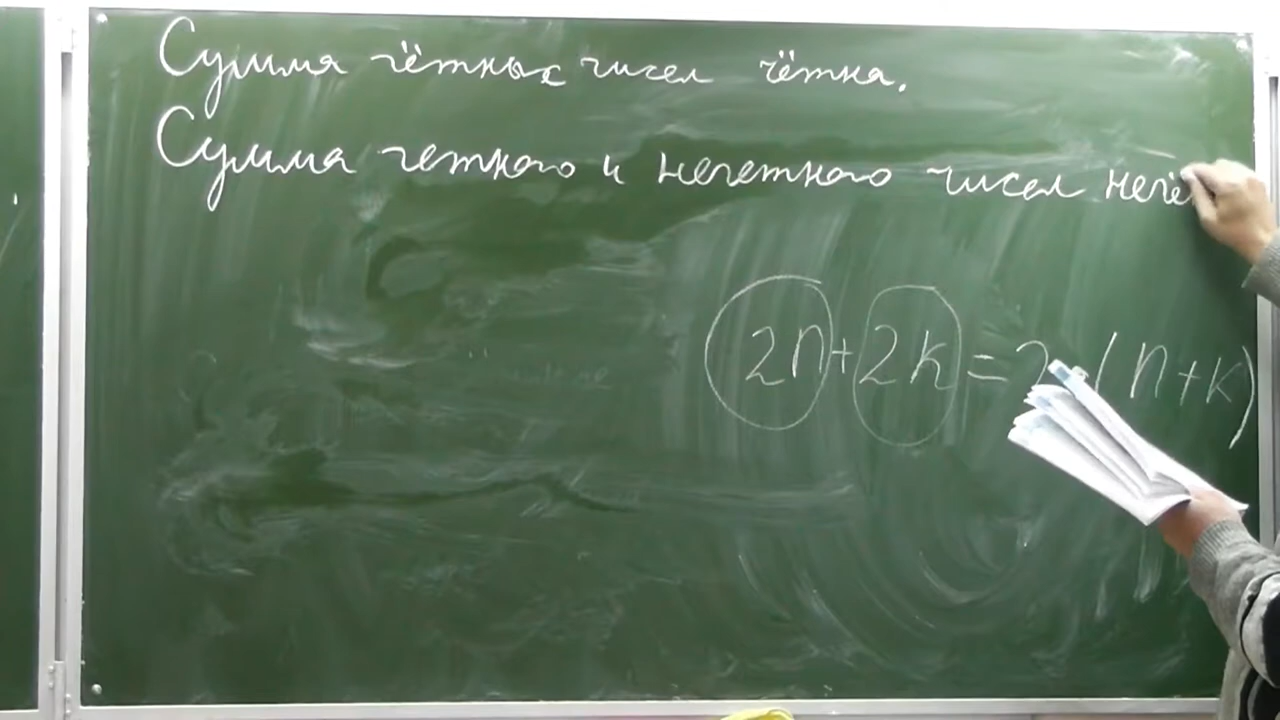 Сумма чётных чисел чётна.
Сумма четного и нечетного чисел нечё
2n+2k=2·(n+k)